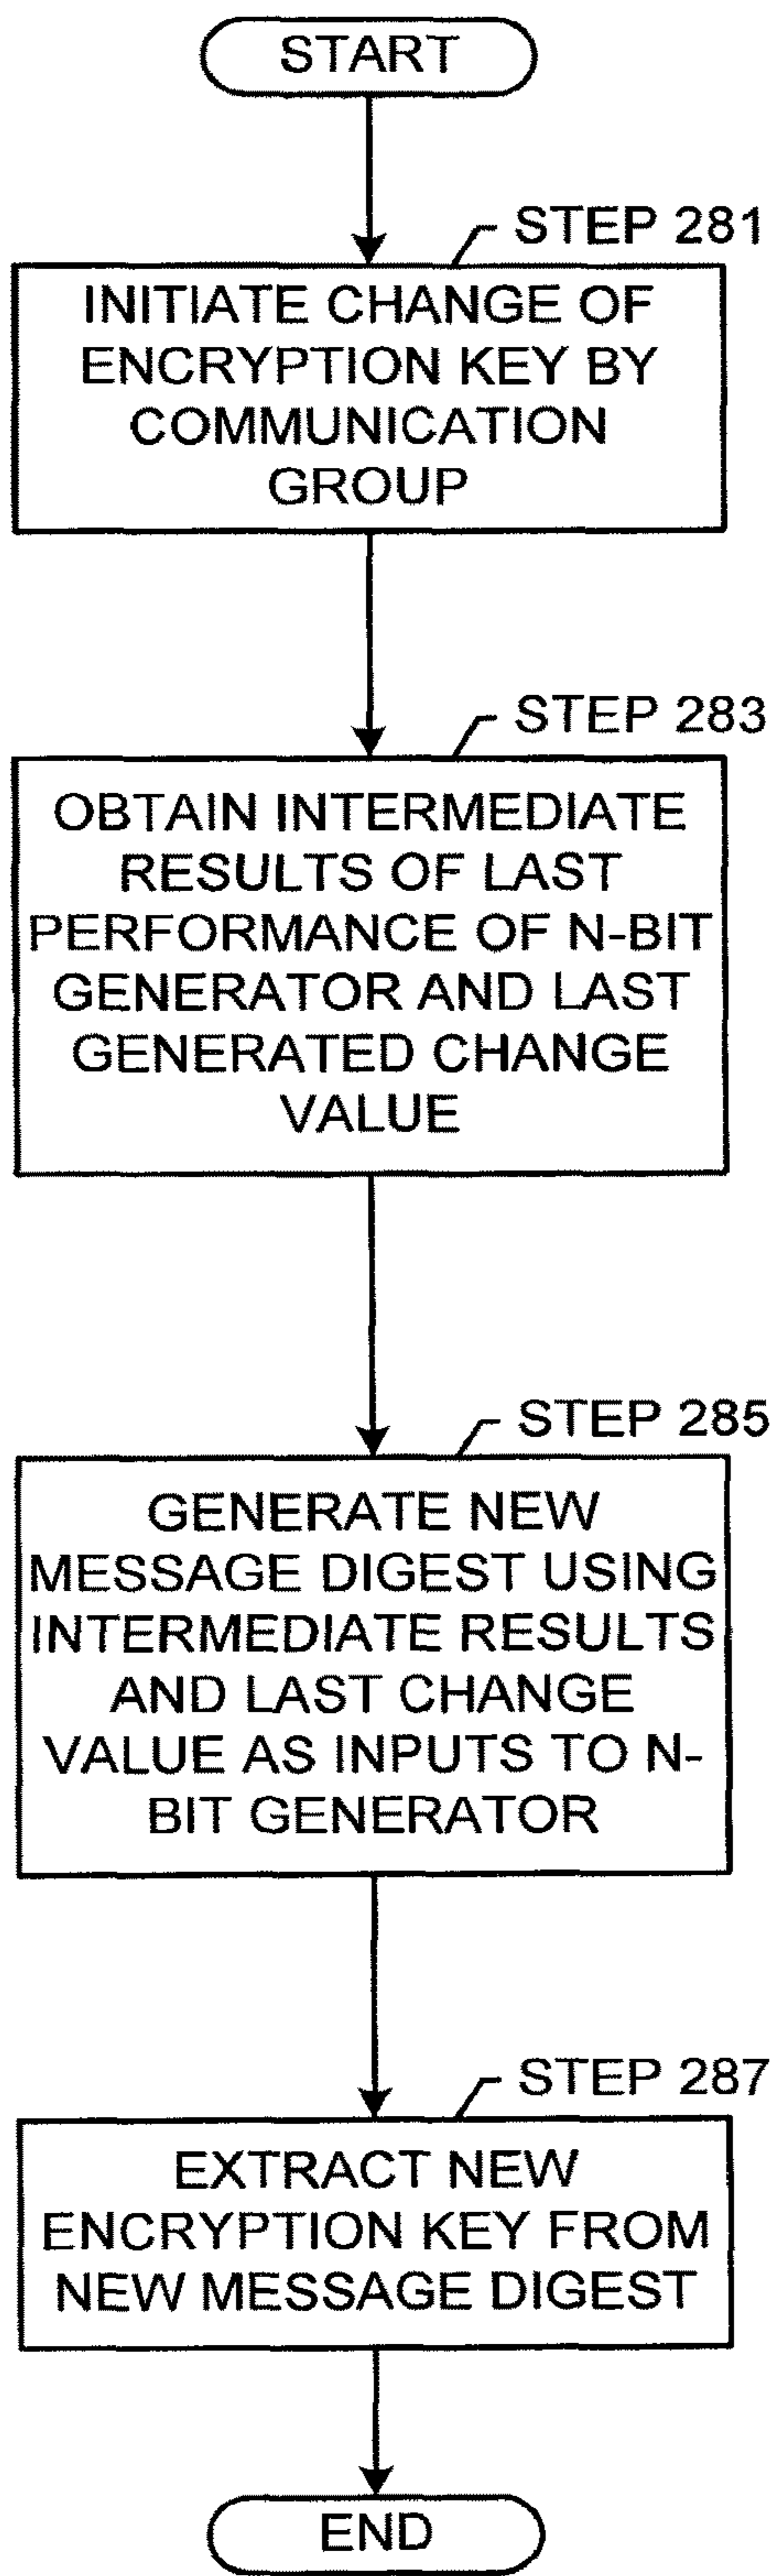 START
STEP 281
INITIATE CHANGE OF
ENCRYPTION KEY BY
COMMUNICATION
GROUP
STEP 283
OBTAIN INTERMEDIATE
RESULTS OF LAST
PERFORMANCE OF N-BIT
GENERATOR AND LAST
GENERATED CHANGE
VALUE
STEP 285
GENERATE NEW
MESSAGE DIGEST USING
INTERMEDIATE RESULTS
AND LAST CHANGE
VALUE AS INPUTS TO N-
BIT GENERATOR
STEP 287
EXTRACT NEW
ENCRYPTION KEY FROM
NEW MESSAGE DIGEST
END